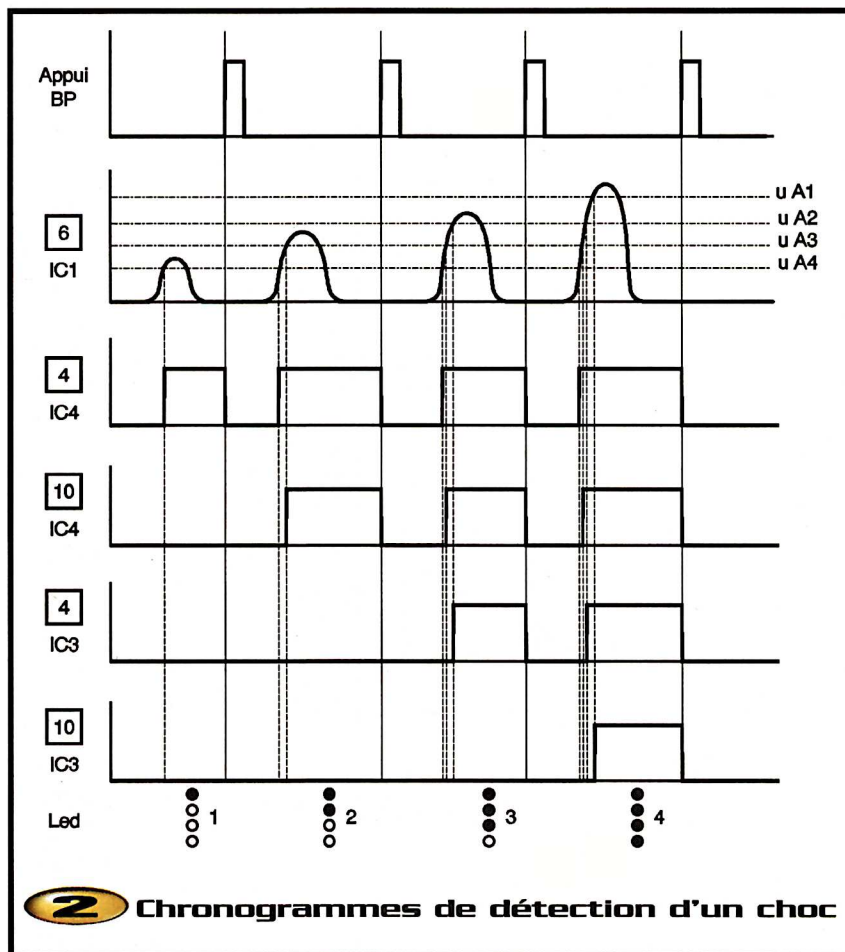 Appui
BP
u A1
u A2
u A3
u A4
6
IC1
4
IC4
10
IC4
4
IC3
10
IC3
Led
1
2
3
4
2 Chronogrammes de détection d'un choc